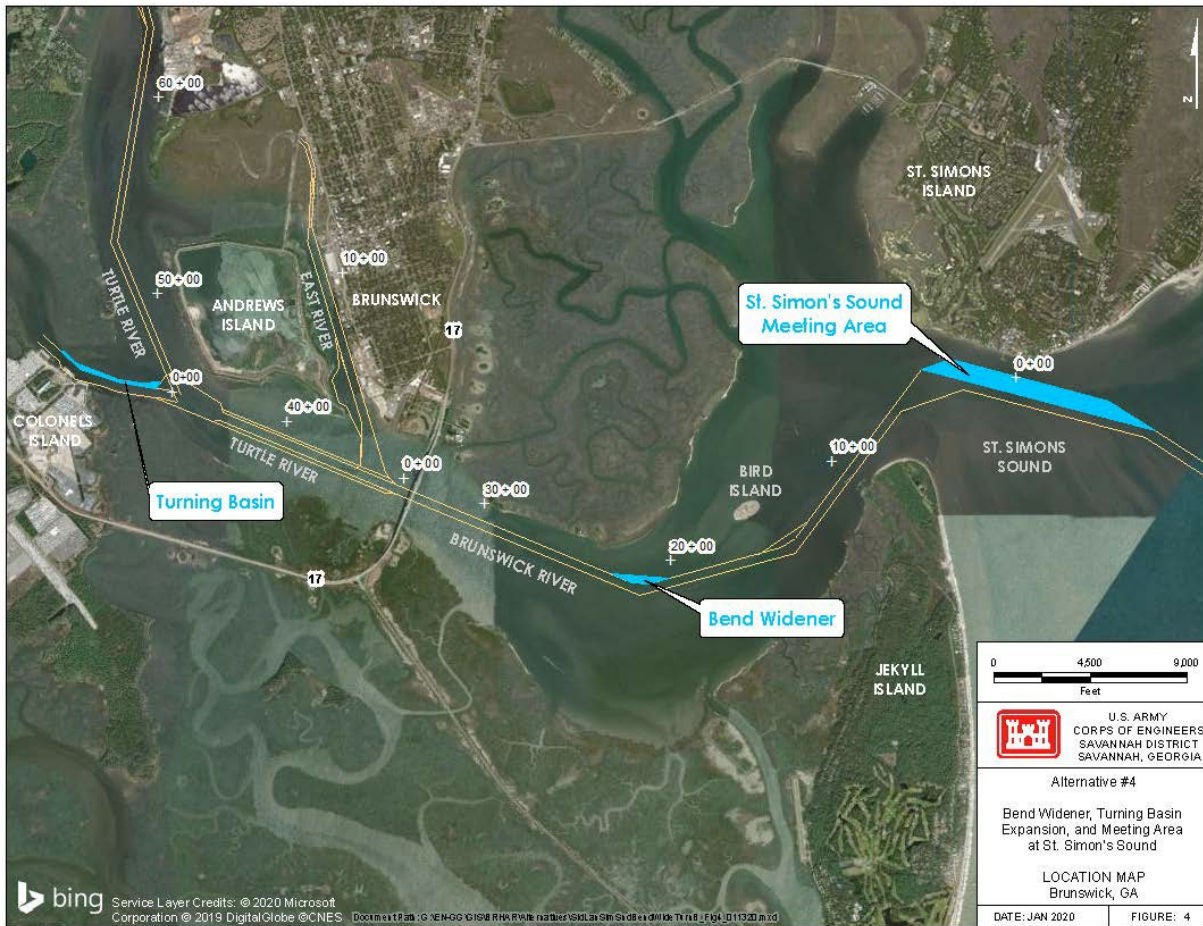 60+00
N
ST. SIMONS
ISLAND
10+00
50+00
TURTLE RIVER
ANDREWS
ISLAND
EAST RIVER
BRUNSWICK
17
St. Simon's Sound
Meeting Area
0+00
0+00
COLONELS
ISLAND
40+00
TURTLE RIVER
Turning Basin
0+00
30+00
BIRD
ISLAND
10+00
ST. SIMONS
SOUND
BRUNSWICK RIVER
20+00
17
Bend Widener
JEKYLL
ISLAND
0 4,500 9,000
Feet
U.S. ARMY
CORPS OF ENGINEERS
SAVANNAH DISTRICT
SAVANNAH, GEORGIA
Alternative #4
Bend Widener, Turning Basin
Expansion, and Meeting Area
at St. Simon's Sound
LOCATION MAP
Brunswick, GA
DATE: JAN 2020 FIGURE: 4
bing
Service Layer Credits: © 2020 Microsoft
Corporation © 2019 DigitalGlobe ©CNES
Document Path: